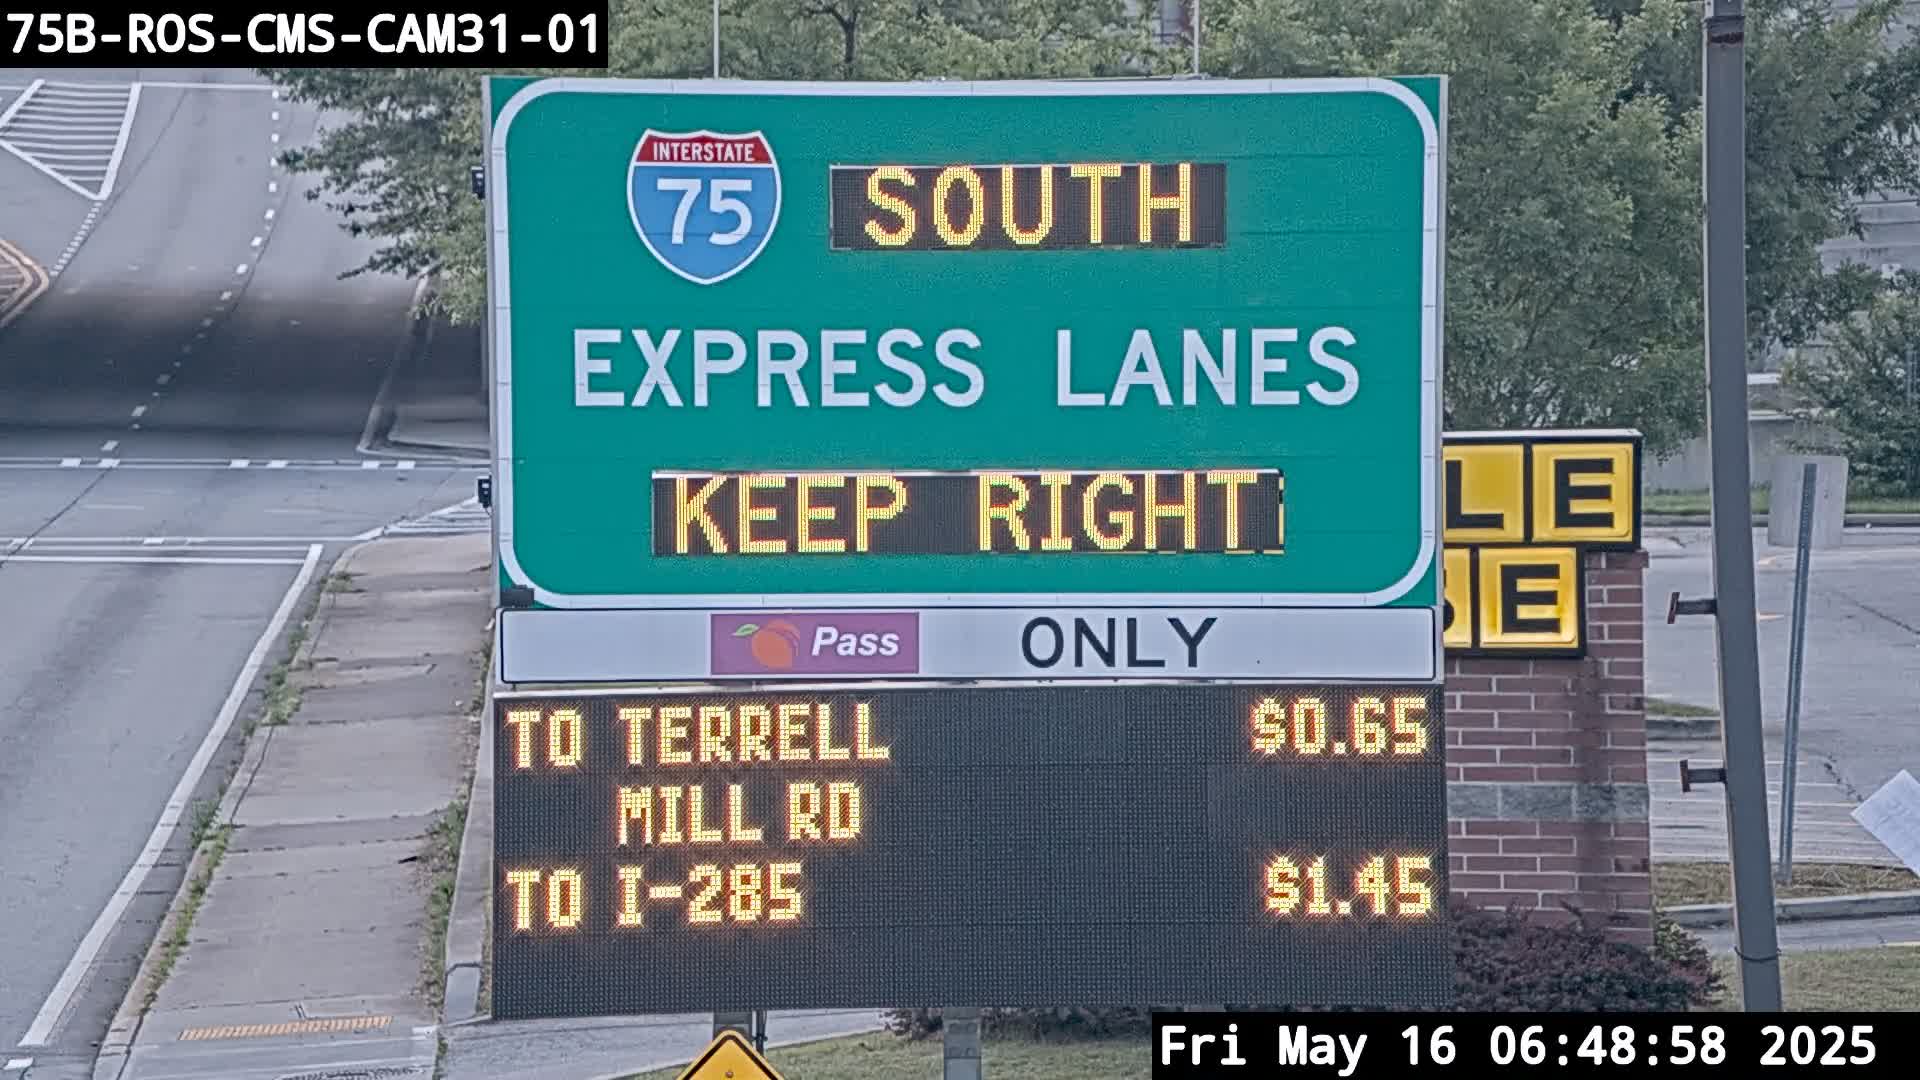 75B-ROS-CMS-CAM31-01
INTERSTATE
75
SOUTH
EXPRESS LANES
KEEP RIGHT
Pass ONLY
TO TERRELL $0.65
MILL RD
TO I-285 $1.45
LE
E
Fri May 16 06:48:58 2025